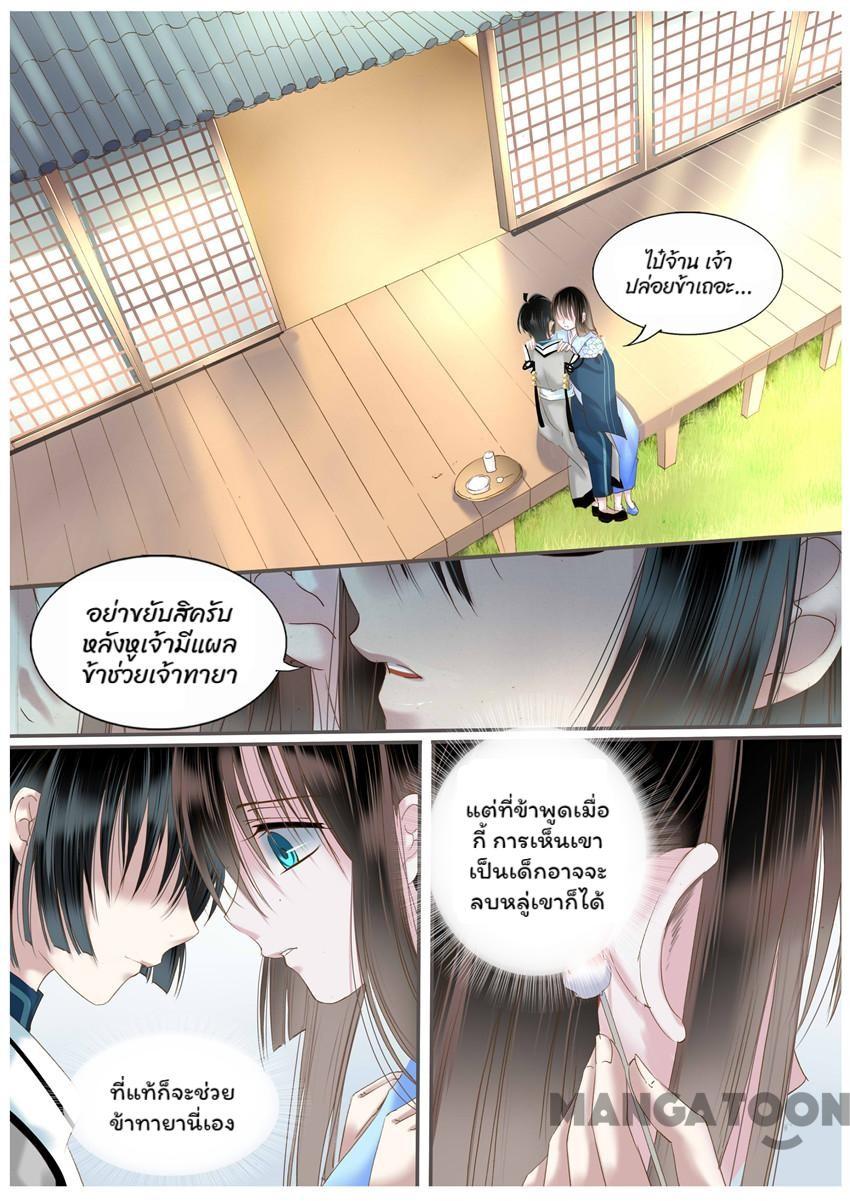 ไป๋จ้าน เจ้า
ปล่อยข้าเถอะ...
อย่าขยับสิครับ
หลังหูเจ้ามีแผล
ข้าช่วยเจ้าทายา
แต่ที่ข้าพูดเมื่อ
กี้ การเห็นเขา
เป็นเด็กอาจจะ
ลบหลู่เขาก็ได้
ที่แท้ก็จะช่วย
ข้าทายานี่เอง
MANGATOON